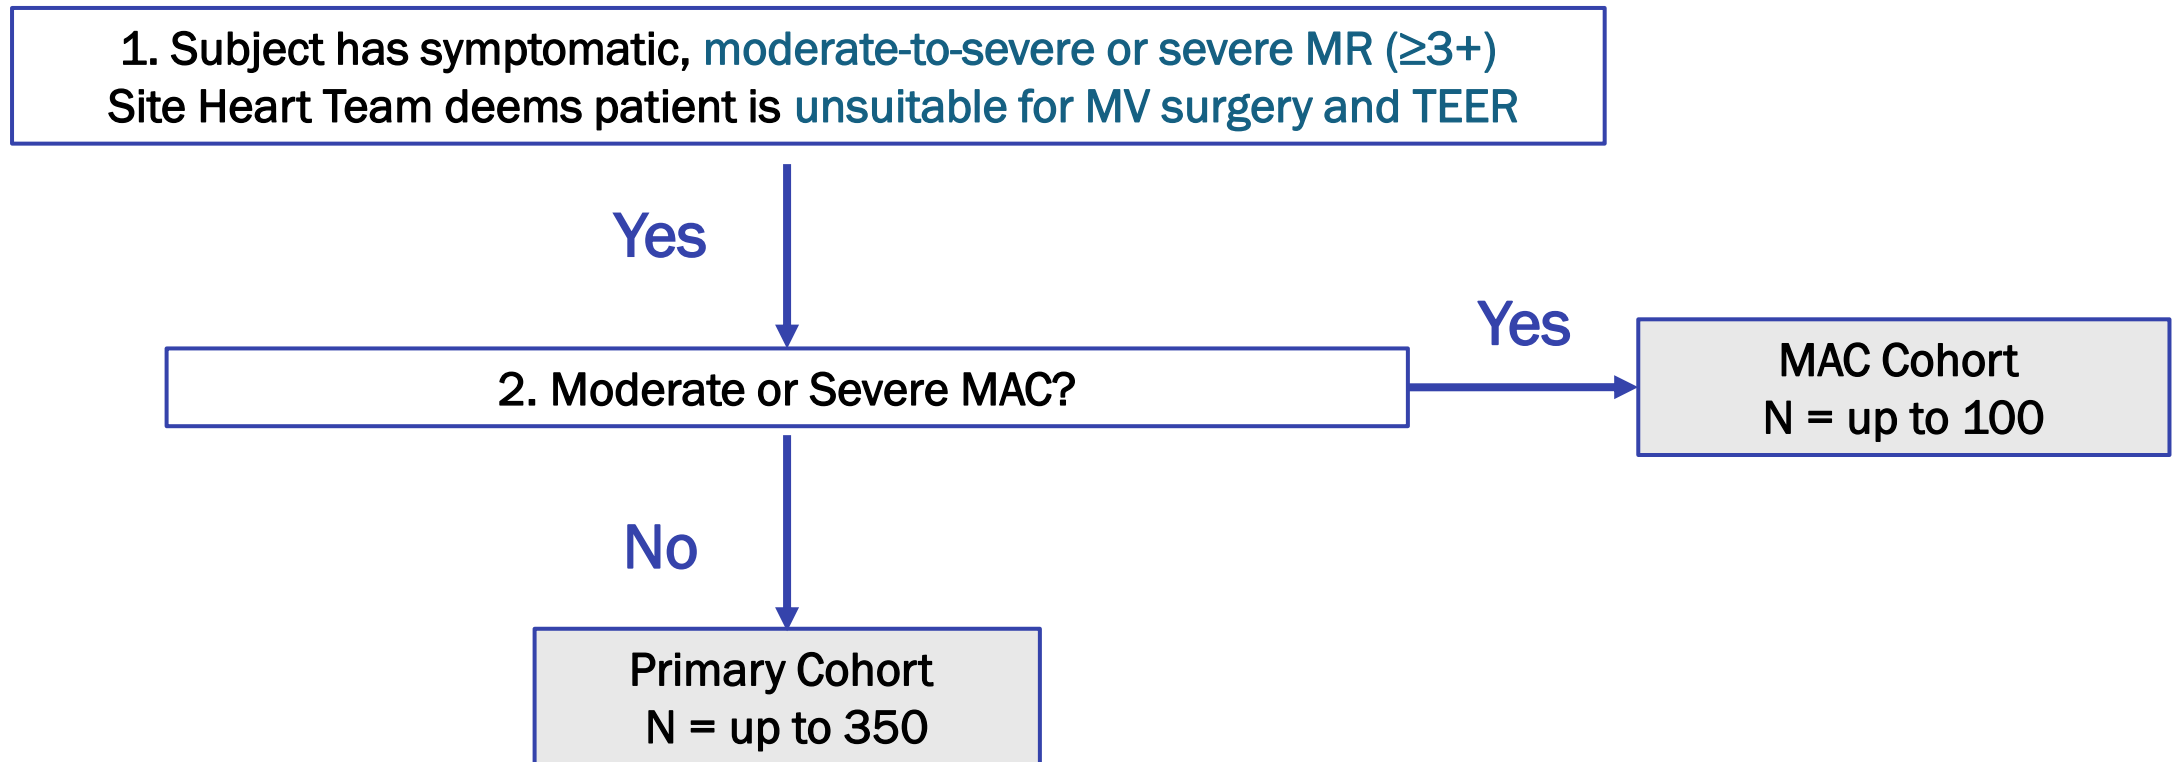 1. Subject has symptomatic, moderate-to-severe or severe MR (≥3+)
Site Heart Team deems patient is unsuitable for MV surgery and TEER
Yes
Yes
2. Moderate or Severe MAC?
MAC Cohort
N = up to 100
No
Primary Cohort
N = up to 350